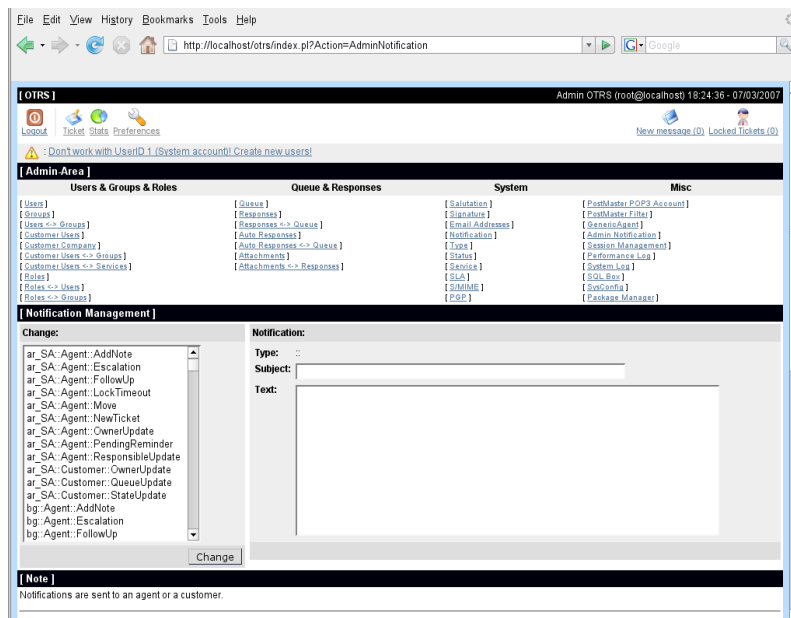 File Edit View History Bookmarks Tools Help
http://localhost/otrs/index.pl?Action=AdminNotification
G Google
[ OTRS ]
Admin OTRS (root@localhost) 18:24:36 - 07/03/2007
Logout Ticket Stats Preferences
New message (0) Locked Tickets (0)
: Don't work with UserID 1 (System account)! Create new users!
[ Admin-Area ]
Users & Groups & Roles Queue & Responses System Misc
[ Users ] [ Queue ] [ Salutation ] [ PostMaster POP3 Account ]
[ Groups ] [ Responses ] [ Signature ] [ PostMaster Filter ]
[ Users <-> Groups ] [ Responses <-> Queue ] [ Email Addresses ] [ GenericAgent ]
[ Customer Users ] [ Auto Responses ] [ Notification ] [ Admin Notification ]
[ Customer Company ] [ Auto Responses <-> Queue ] [ Type ] [ Session Management ]
[ Customer Users <-> Groups ] [ Attachments ] [ Status ] [ Performance Log ]
[ Customer Users <-> Services ] [ Attachments <-> Responses ] [ Service ] [ System Log ]
[ Roles ] [ SLA ] [ SQL Box ]
[ Roles <-> Users ] [ S/MIME ] [ SysConfig ]
[ Roles <-> Groups ] [ PGP ] [ Package Manager ]
[ Notification Management ]
Change:
ar_SA::Agent::AddNote
ar_SA::Agent::Escalation
ar_SA::Agent::FollowUp
ar_SA::Agent::LockTimeout
ar_SA::Agent::Move
ar_SA::Agent::NewTicket
ar_SA::Agent::OwnerUpdate
ar_SA::Agent::PendingReminder
ar_SA::Agent::ResponsibleUpdate
ar_SA::Customer::OwnerUpdate
ar_SA::Customer::QueueUpdate
ar_SA::Customer::StateUpdate
bg::Agent::AddNote
bg::Agent::Escalation
bg::Agent::FollowUp
Change
Notification:
Type: ::
Subject:
Text:
[ Note ]
Notifications are sent to an agent or a customer.